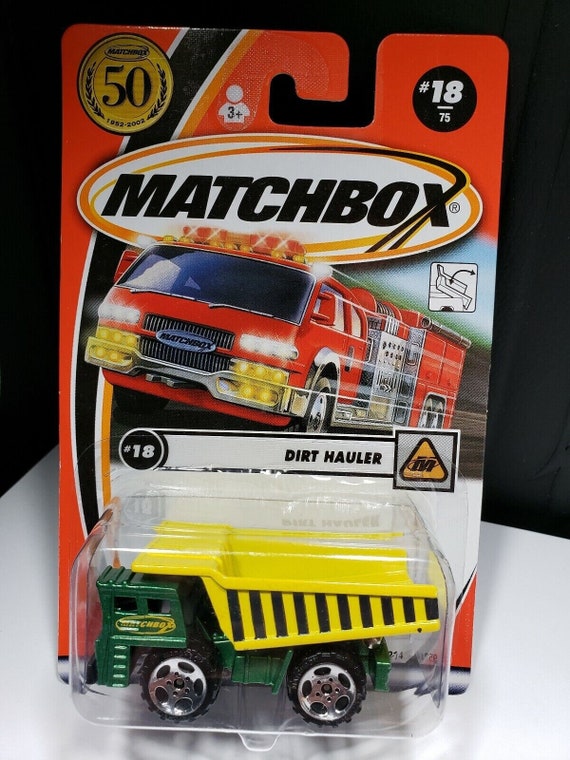 MATCHBOX
50
1952-2002
3+
#18
75
MATCHBOX®
MATCHBOX
#18
DIRT HAULER
MATCHBOX